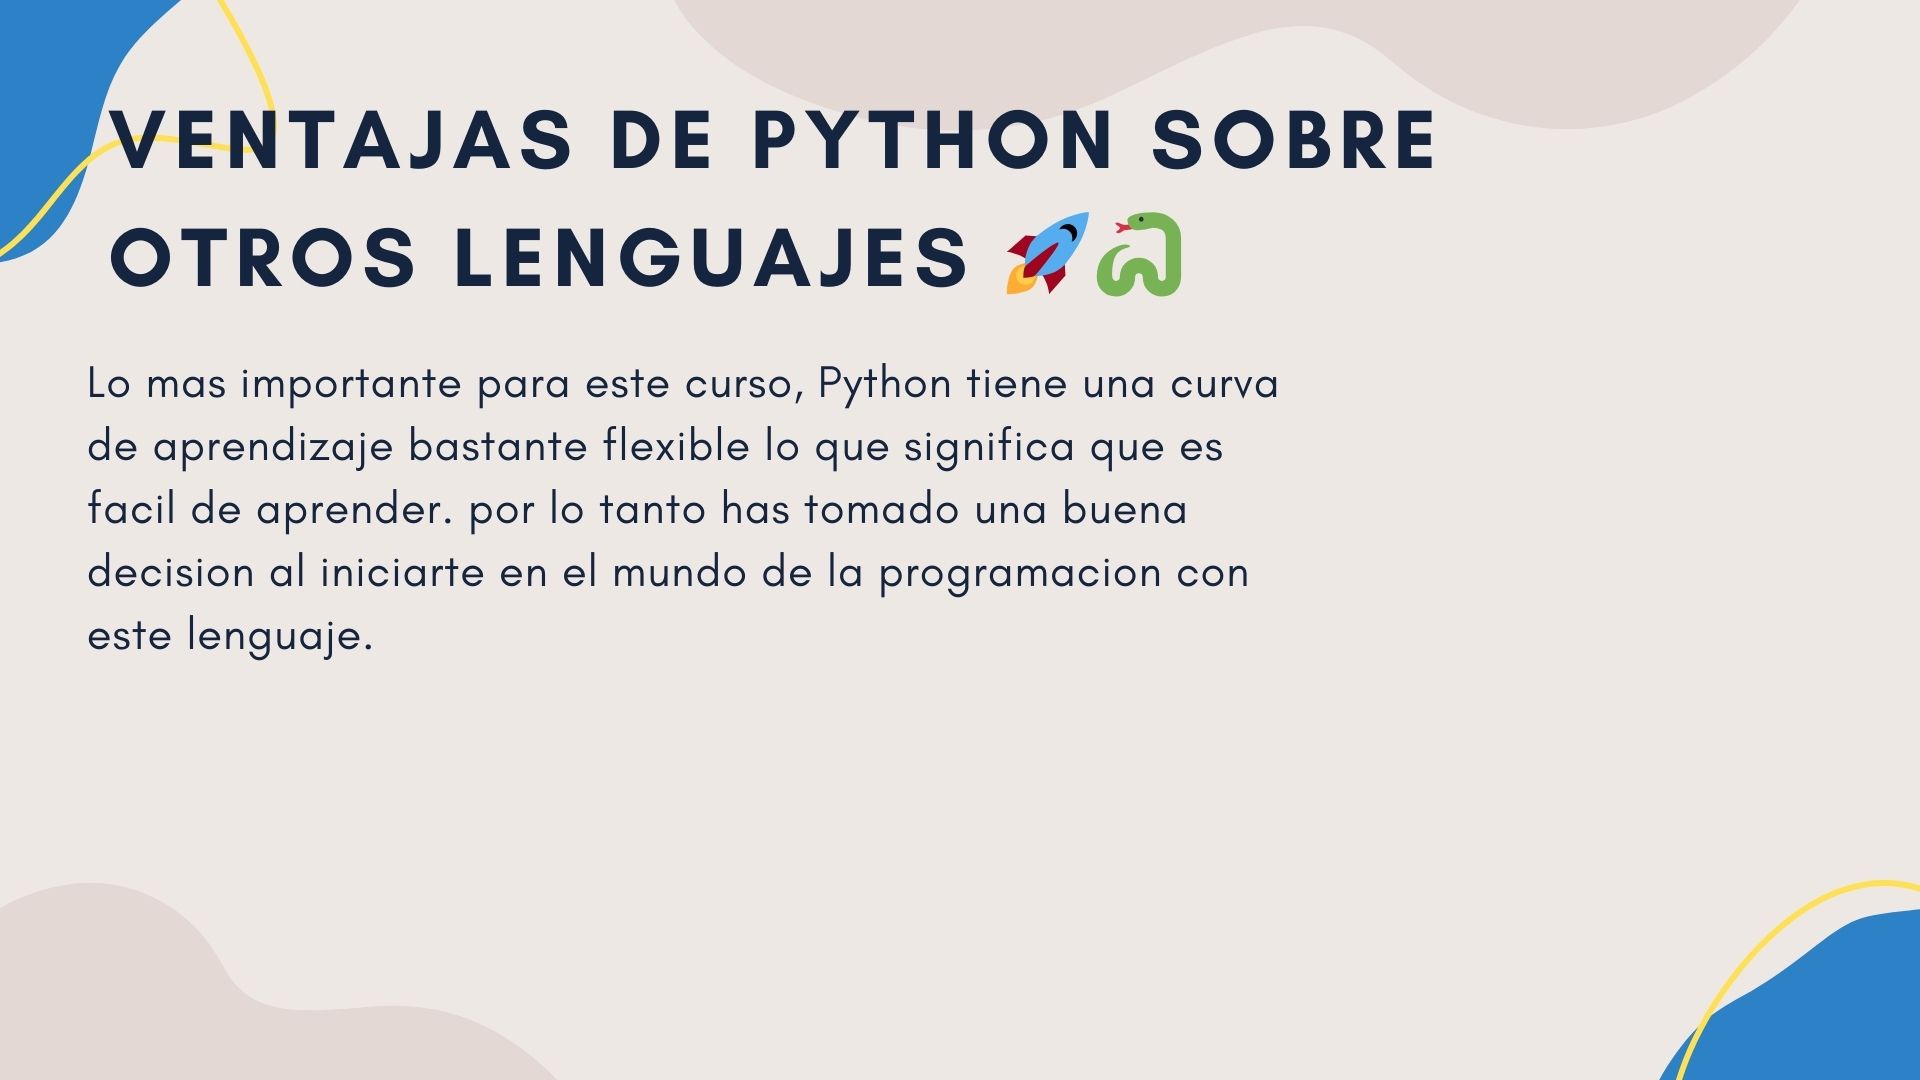 VENTAJAS DE PYTHON SOBRE
OTROS LENGUAJES 🚀🐍
Lo mas importante para este curso, Python tiene una curva
de aprendizaje bastante flexible lo que significa que es
facil de aprender. por lo tanto has tomado una buena
decision al iniciarte en el mundo de la programacion con
este lenguaje.